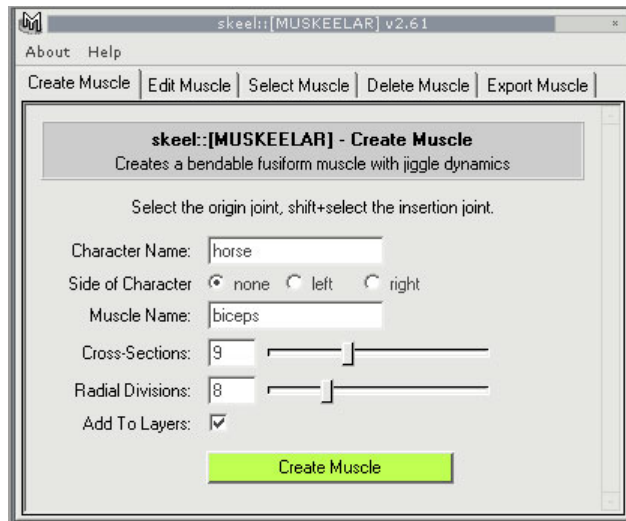 skeel::[MUSKEELAR] v2.61
About Help
Create Muscle Edit Muscle Select Muscle Delete Muscle Export Muscle
skeel::[MUSKEELAR] - Create Muscle
Creates a bendable fusiform muscle with jiggle dynamics
Select the origin joint, shift+select the insertion joint.
Character Name: horse
Side of Character none left right
Muscle Name: biceps
Cross-Sections: 9
Radial Divisions: 8
Add To Layers:
Create Muscle